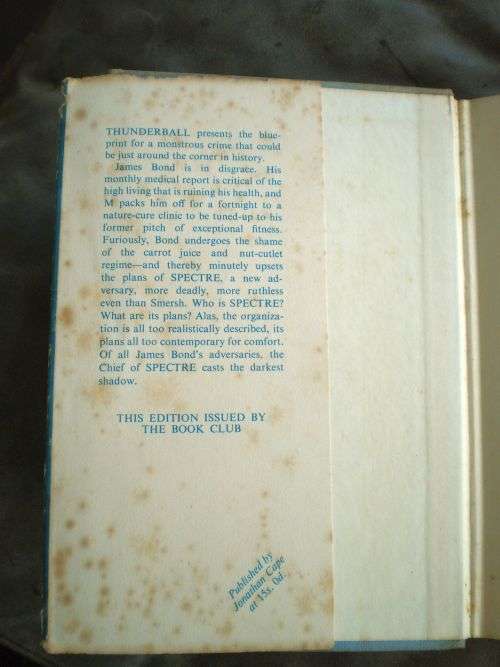 THUNDERBALL presents the blue-
print for a monstrous crime that could
be just around the corner in history.
James Bond is in disgrace. His
monthly medical report is critical of the
high living that is ruining his health, and
M packs him off for a fortnight to a
nature-cure clinic to be tuned-up to his
former pitch of exceptional fitness.
Furiously, Bond undergoes the shame
of the carrot juice and nut-cutlet
regime—and thereby minutely upsets
the plans of SPECTRE, a new ad-
versary, more deadly, more ruthless
even than Smersh. Who is SPECTRE?
What are its plans? Alas, the organiza-
tion is all too realistically described, its
plans all too contemporary for comfort.
Of all James Bond's adversaries, the
Chief of SPECTRE casts the darkest
shadow.
THIS EDITION ISSUED BY
THE BOOK CLUB
Published by
Jonathan Cape
at 15s. 0d.